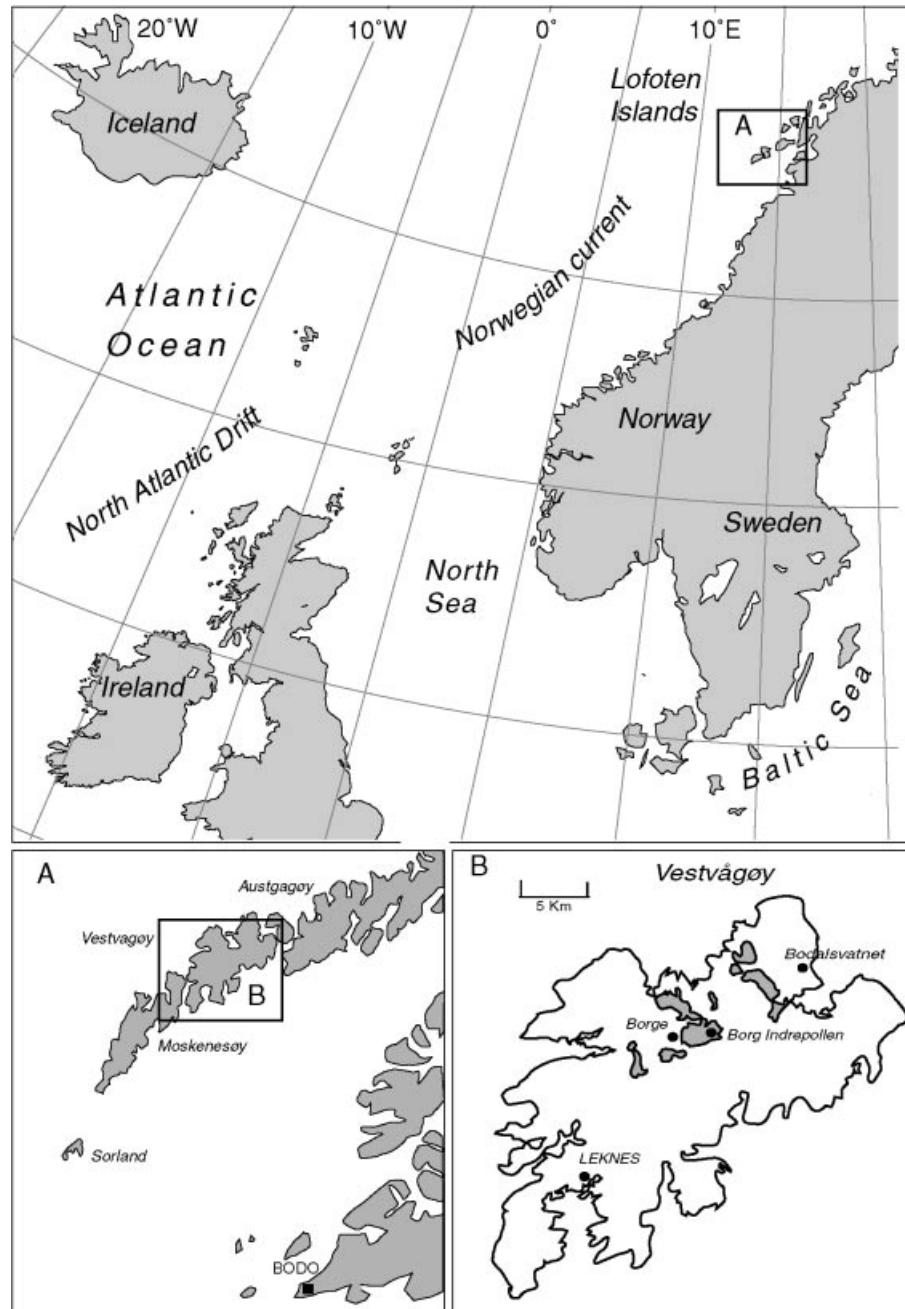 20˚W
10˚W
0˚
10˚E
Iceland
Lofoten
Islands
A
Norwegian current
Atlantic
Ocean
North Atlantic Drift
Norway
Sweden
North
Sea
Ireland
Baltic Sea
A
Austgagøy
Vestvagøy
B
Moskenesøy
Sorland
BODO
B
Vestvågøy
5 Km
Bodalsvatnet
Borge
Borg Indrepollen
LEKNES